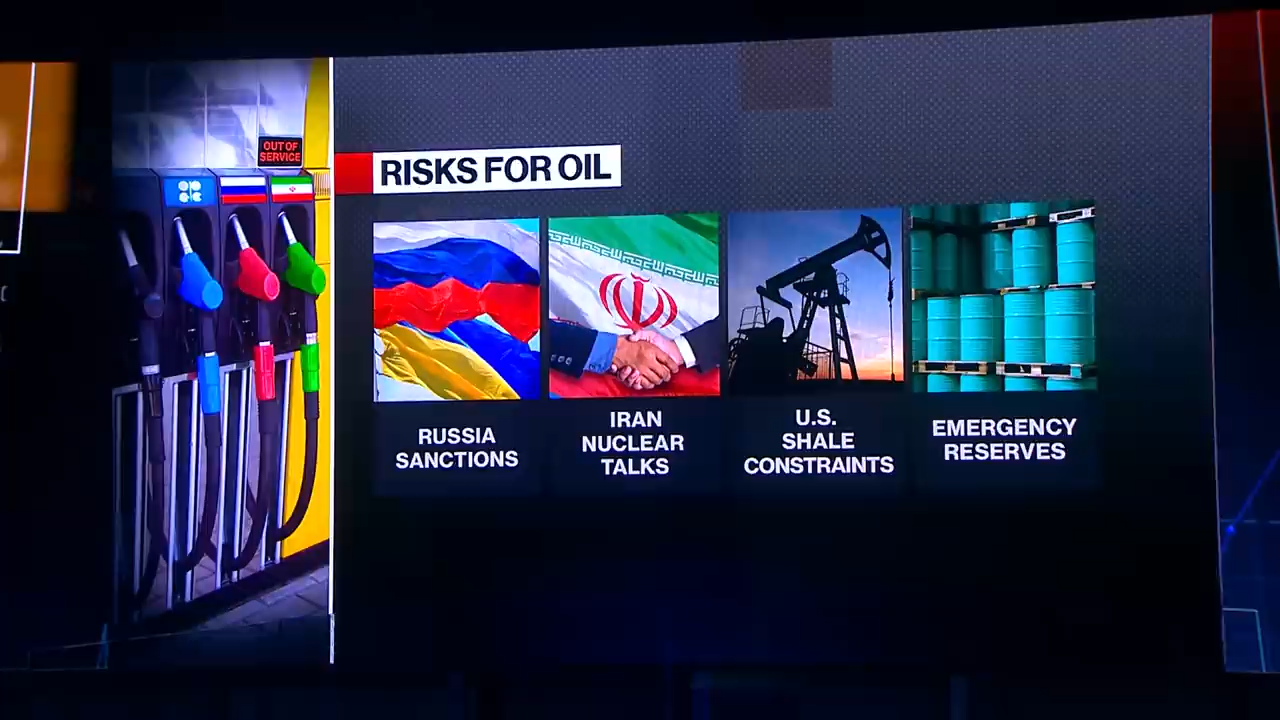 OUT OF
SERVICE
RISKS FOR OIL
RUSSIA
SANCTIONS
IRAN
NUCLEAR
TALKS
U.S.
SHALE
CONSTRAINTS
EMERGENCY
RESERVES